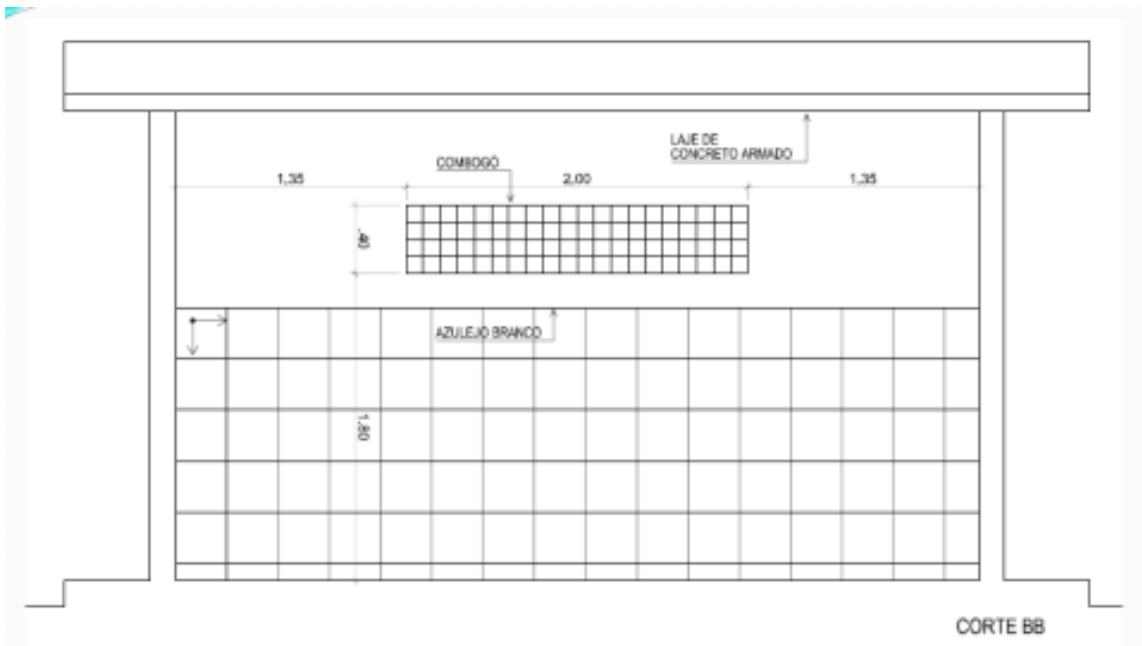 LAJE DE
CONCRETO ARMADO
COMBOGÓ
1,35
2,00
1,35
,40
AZULEJO BRANCO
1,80
CORTE BB